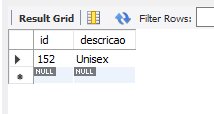 Result Grid Filter Rows:
id descricao
152 Unisex
NULL NULL